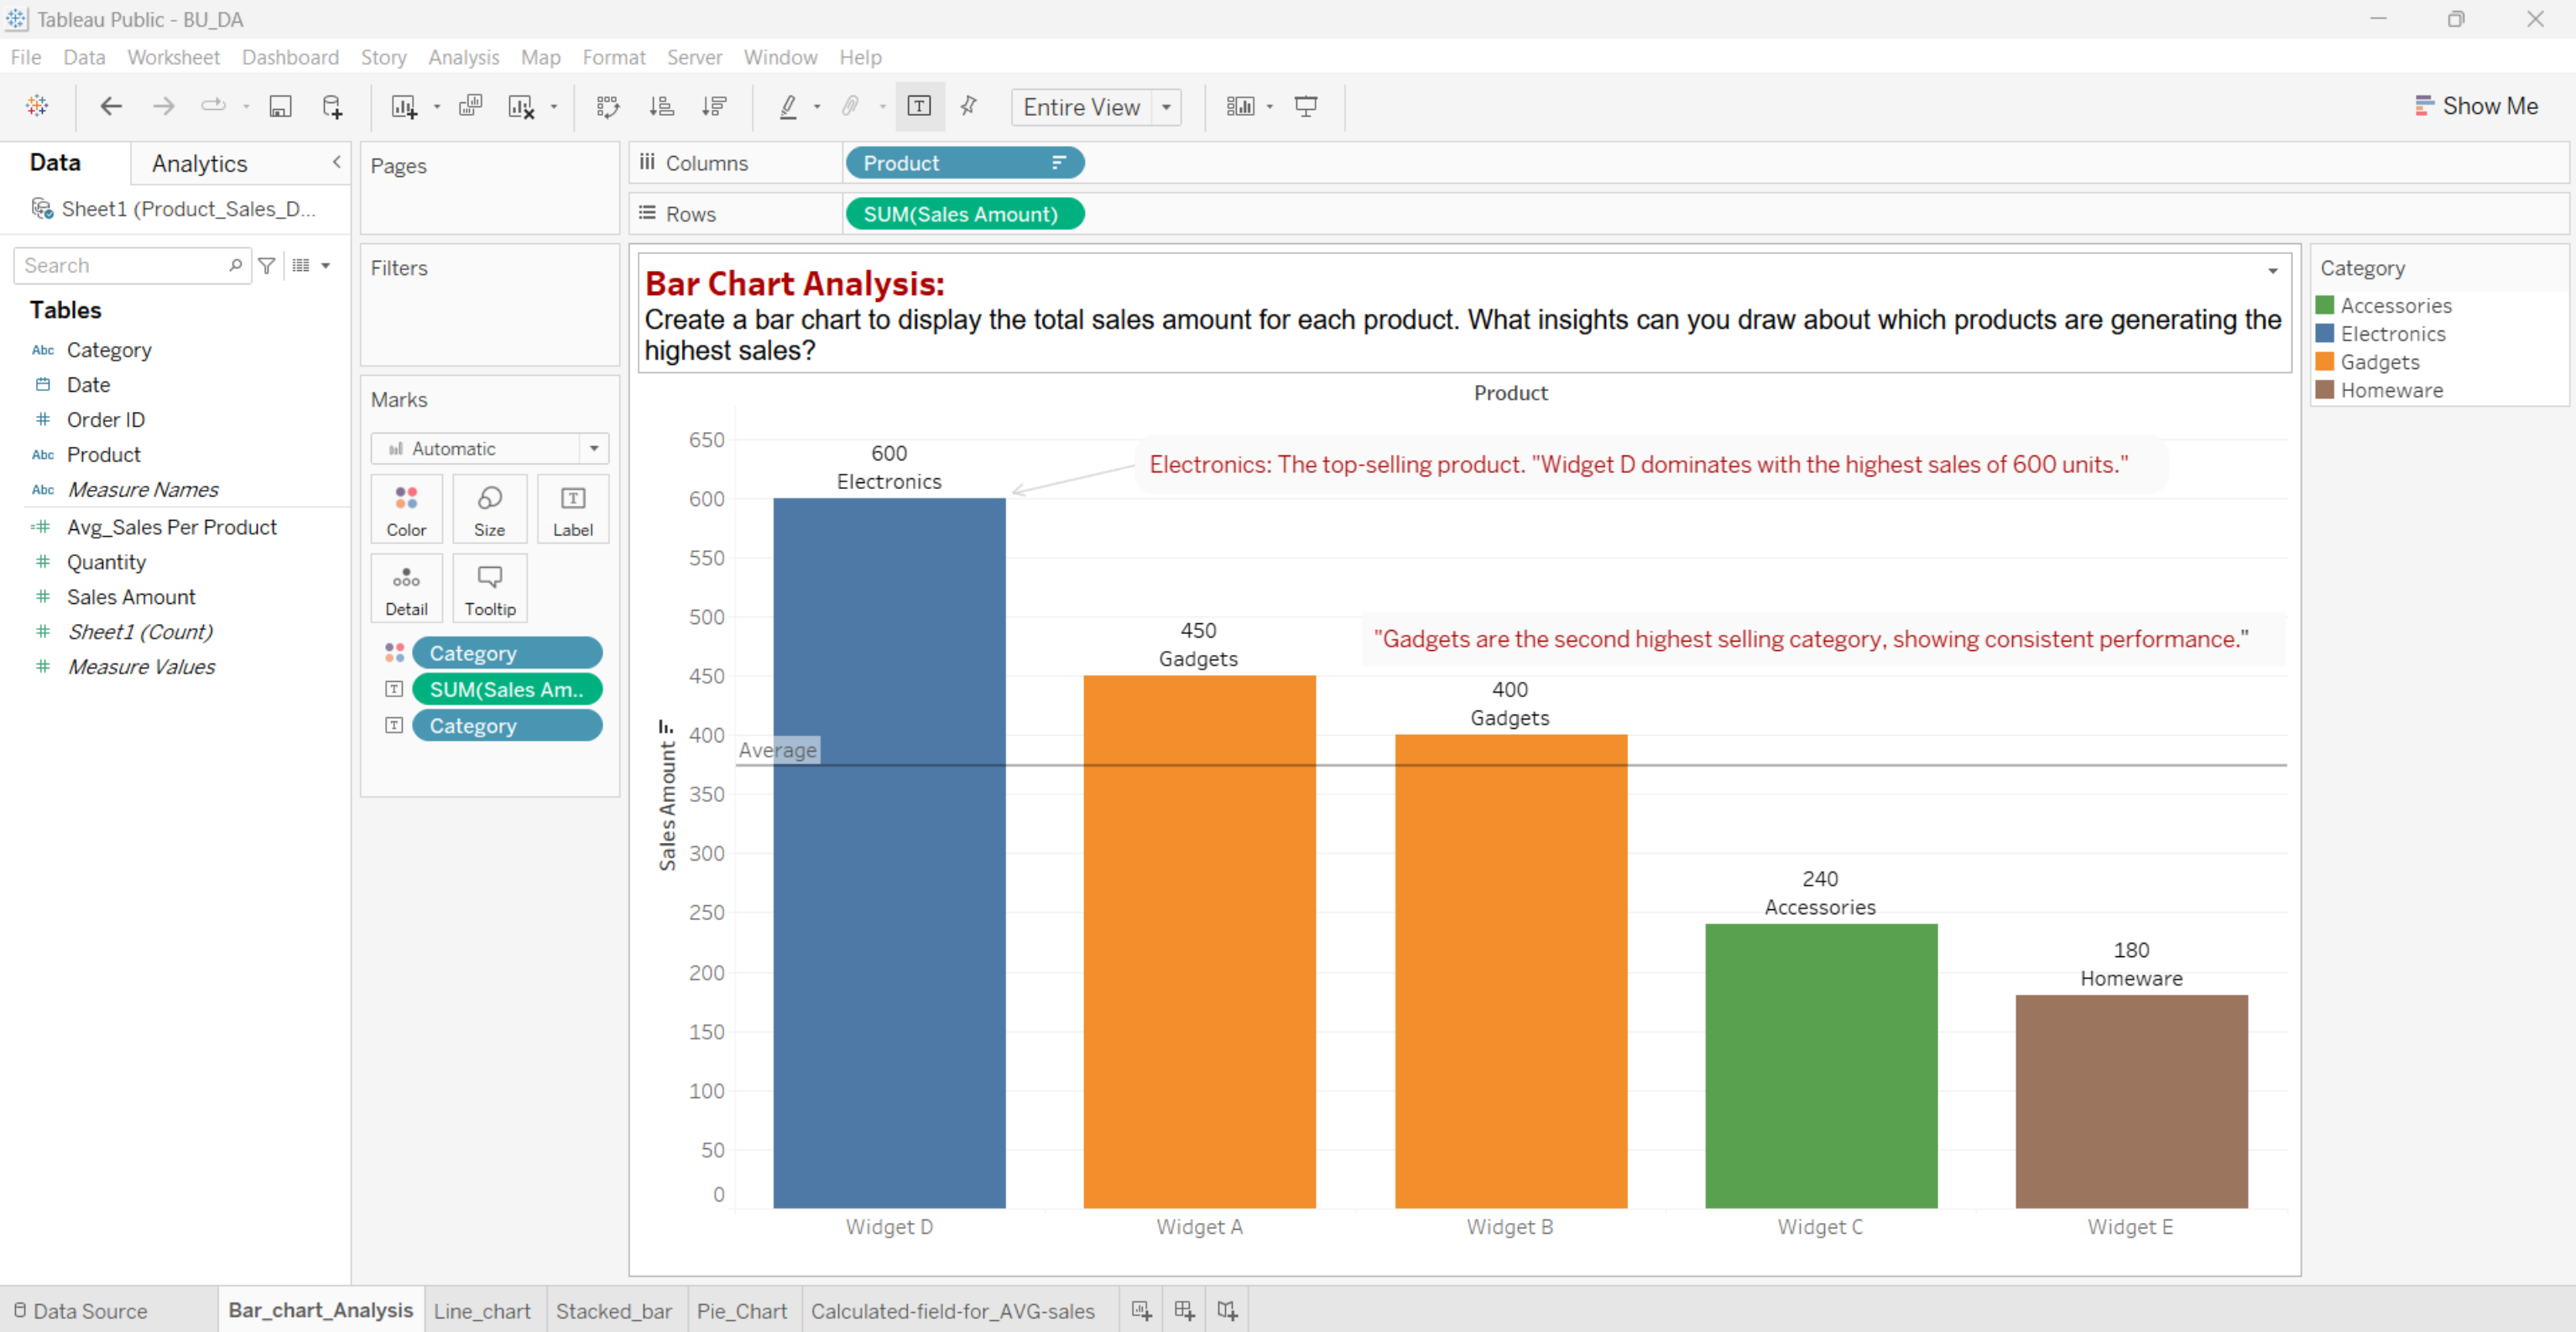 Tableau Public - BU_DA
File Data Worksheet Dashboard Story Analysis Map Format Server Window Help
Entire View
Show Me
Data Analytics
Sheet1 (Product_Sales_D...
Search
Tables
Abc Category
Date
# Order ID
Abc Product
Abc Measure Names
=# Avg_Sales Per Product
# Quantity
# Sales Amount
# Sheet1 (Count)
# Measure Values
Pages
Filters
Marks
Automatic
Color Size Label
Detail Tooltip
Category
SUM(Sales Am..
Category
Columns Product
Rows SUM(Sales Amount)
Bar Chart Analysis:
Create a bar chart to display the total sales amount for each product. What insights can you draw about which products are generating the
highest sales?
Product
Sales Amount
650
600
550
500
450
400
350
300
250
200
150
100
50
0
600
Electronics
Electronics: The top-selling product. "Widget D dominates with the highest sales of 600 units."
450
Gadgets
"Gadgets are the second highest selling category, showing consistent performance."
400
Gadgets
Average
240
Accessories
180
Homeware
Widget D Widget A Widget B Widget C Widget E
Category
Accessories
Electronics
Gadgets
Homeware
Data Source Bar_chart_Analysis Line_chart Stacked_bar Pie_Chart Calculated-field-for_AVG-sales